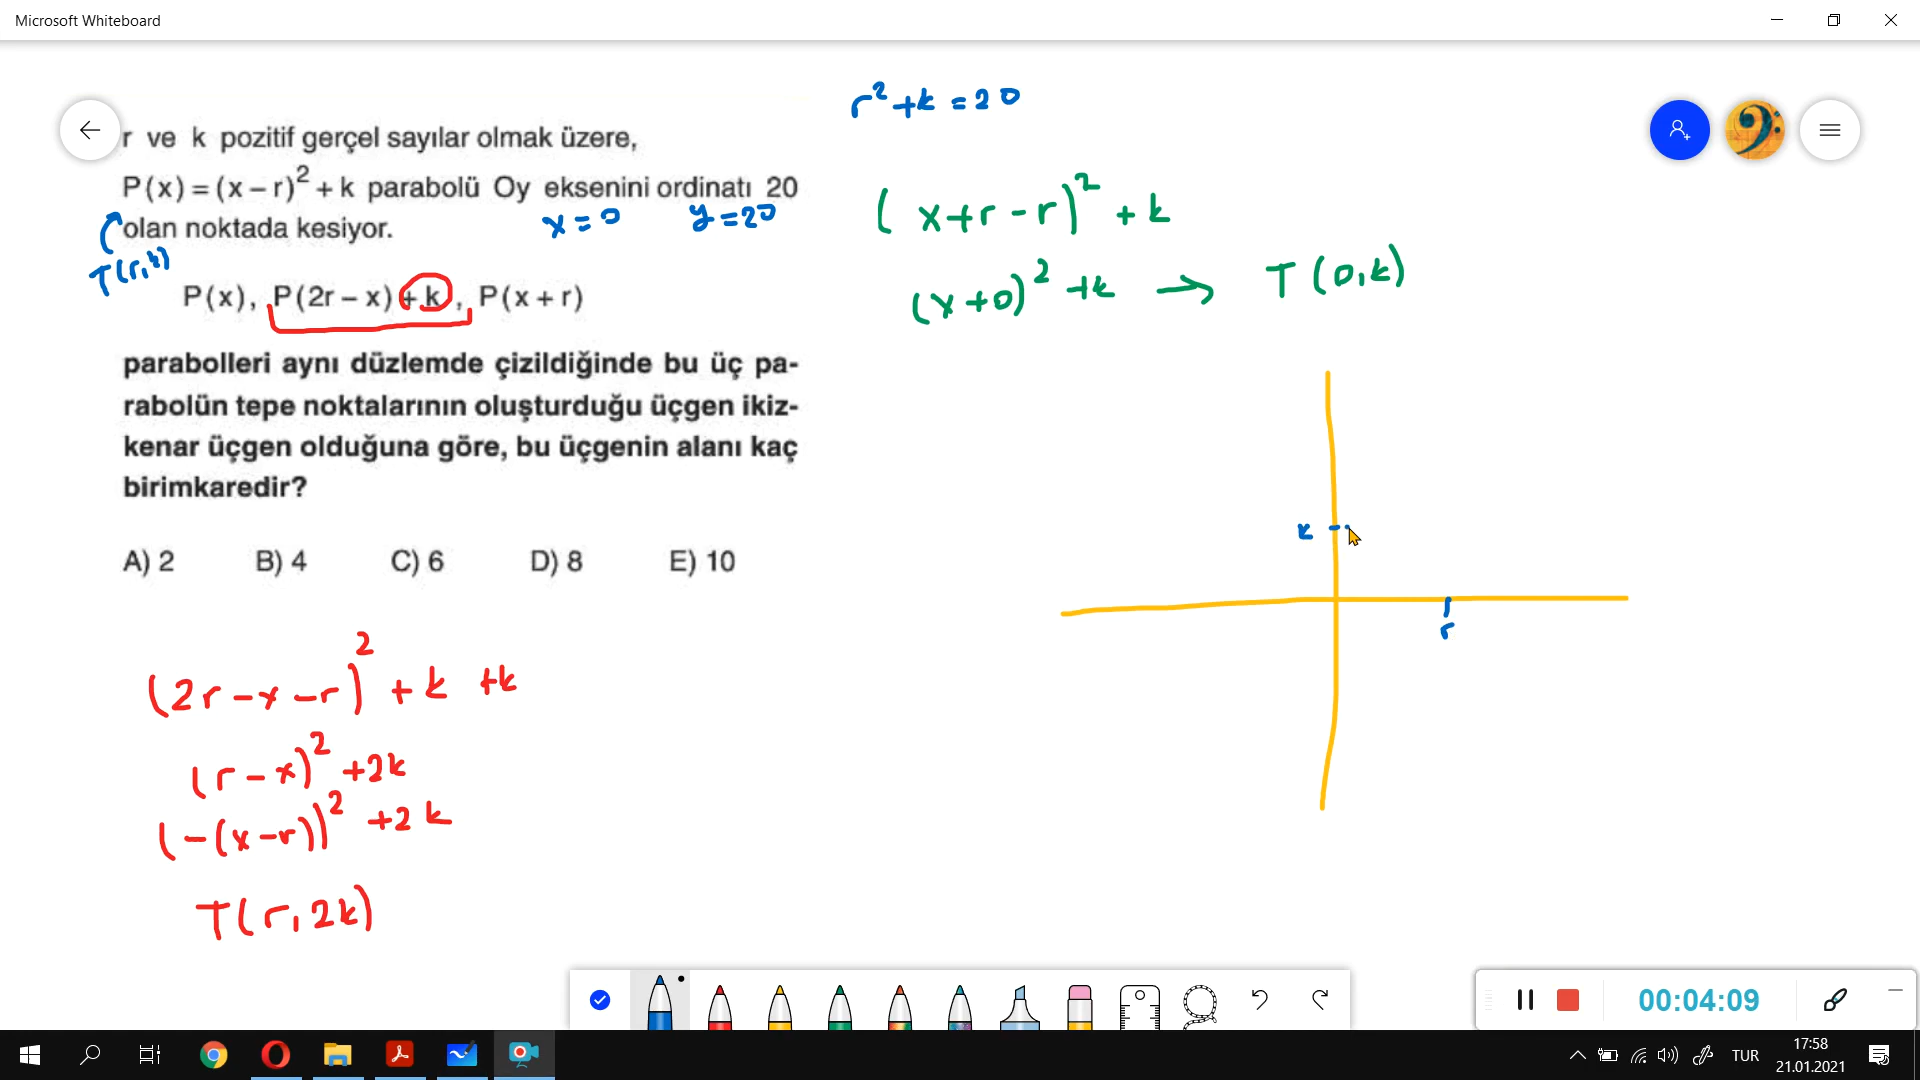 Microsoft Whiteboard
r ve k pozitif gerçel sayılar olmak üzere,
P(x) = (x – r)² + k parabolü Oy eksenini ordinatı 20
x = 0 y = 20
olan noktada kesiyor.
T(r,k)
P(x), P(2r – x) + k, P(x + r)
parabolleri aynı düzlemde çizildiğinde bu üç pa-
rabolün tepe noktalarının oluşturduğu üçgen ikiz-
kenar üçgen olduğuna göre, bu üçgenin alanı kaç
birimkaredir?
A) 2 B) 4 C) 6 D) 8 E) 10
(2r – x – r)² + k + k
(r – x)² + 2k
(–(x – r))² + 2k
T(r, 2k)
r² + k = 20
(x + r – r)² + k
(x + 0)² + k → T(0,k)
k
r
00:04:09
TUR
17:58
21.01.2021